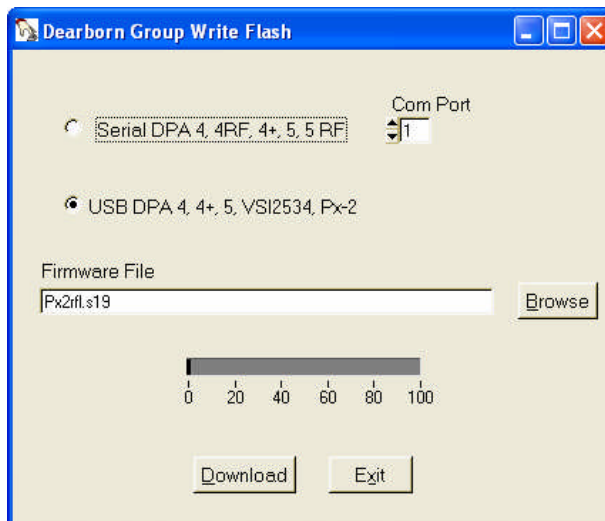 Dearborn Group Write Flash
Com Port
Serial DPA 4, 4RF, 4+, 5, 5 RF
1
USB DPA 4, 4+, 5, VSI2534, Px-2
Firmware File
Px2rfl.s19
Browse
0 20 40 60 80 100
Download Exit